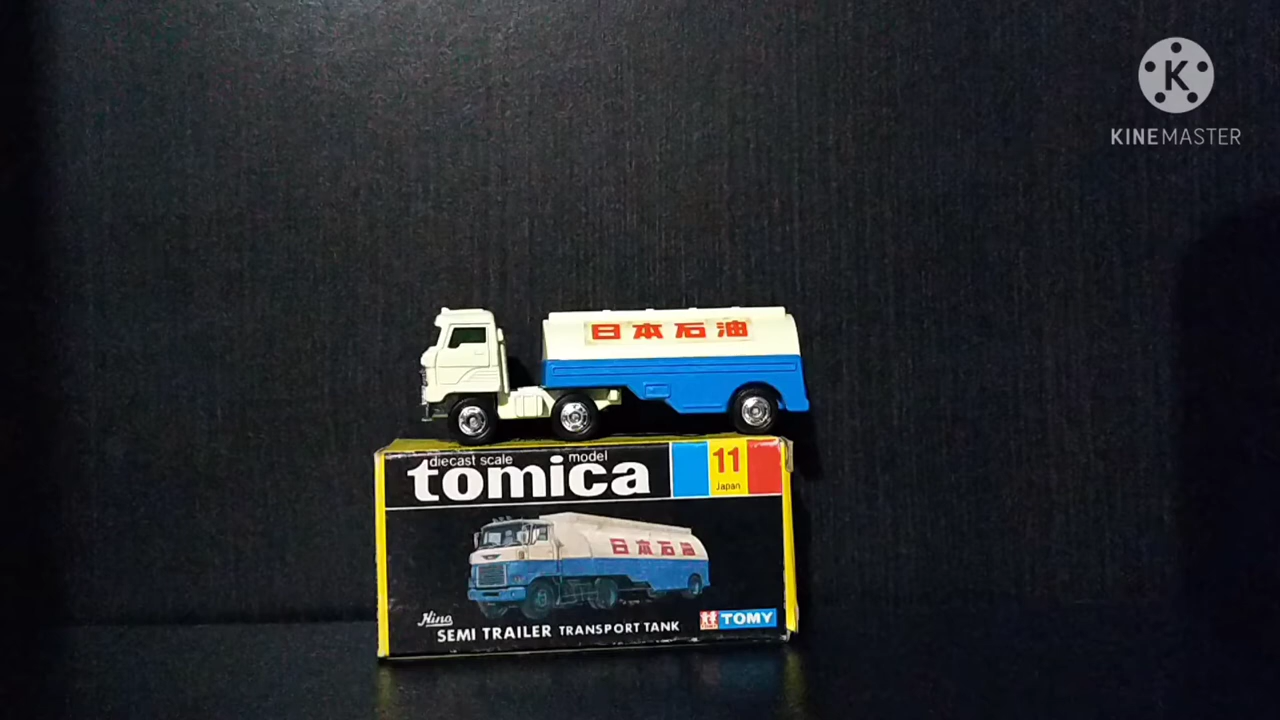 K
KINEMASTER
日本石油
diecast scale model
tomica
11
Japan
日本石油
Hino
SEMI TRAILER TRANSPORT TANK
TOMY